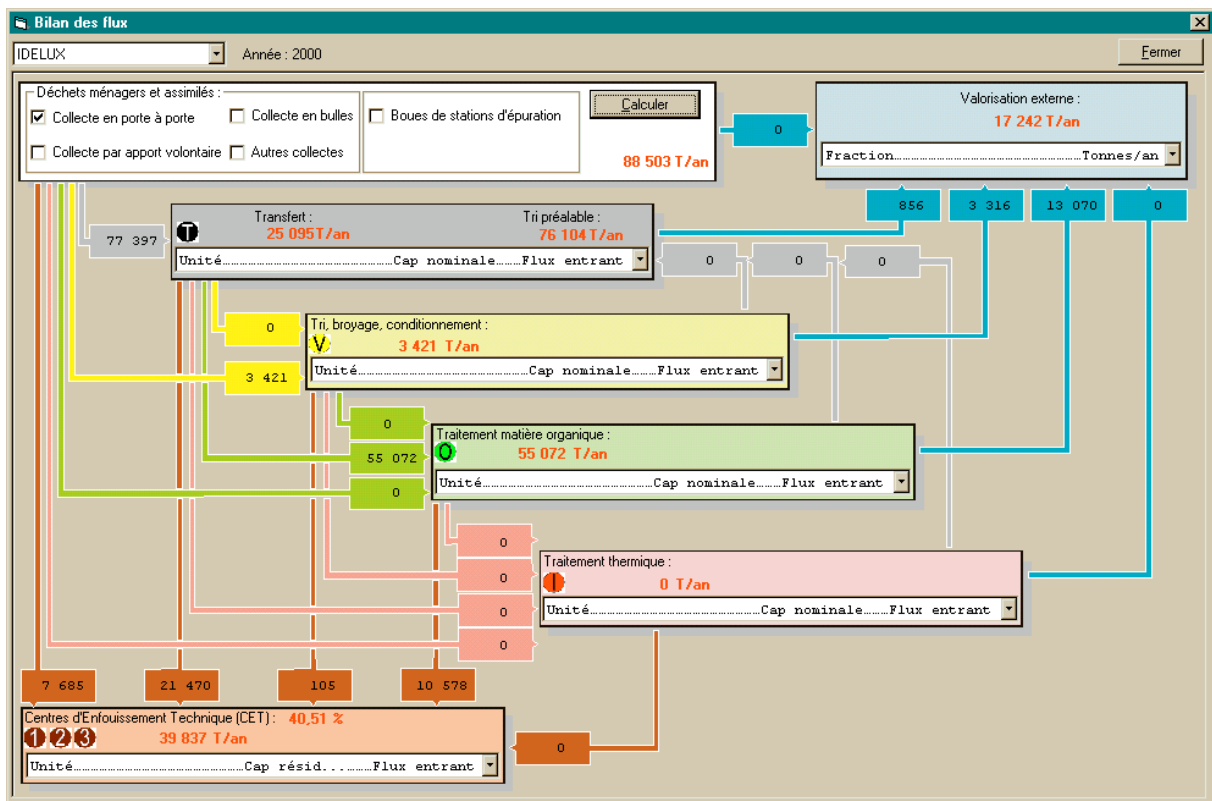 Bilan des flux
IDELUX
Année : 2000
Fermer
Déchets ménagers et assimilés :
Collecte en porte à porte
Collecte en bulles
Boues de stations d'épuration
Calculer
Collecte par apport volontaire
Autres collectes
88 503 T/an
0
Valorisation externe :
17 242 T/an
Fraction...Tonnes/an
856
3 316
13 070
0
77 397
T
Transfert :
25 095T/an
Tri préalable :
76 104T/an
Unité...Cap nominale...Flux entrant
0
0
0
0
3 421
Tri, broyage, conditionnement :
V
3 421 T/an
Unité...Cap nominale...Flux entrant
0
55 072
0
Traitement matière organique :
O
55 072 T/an
Unité...Cap nominale...Flux entrant
0
0
0
0
Traitement thermique :
I
0 T/an
Unité...Cap nominale...Flux entrant
7 685
21 470
105
10 578
Centres d'Enfouissement Technique (CET) : 40,51 %
1 2 3
39 837 T/an
Unité...Cap résid...Flux entrant
0